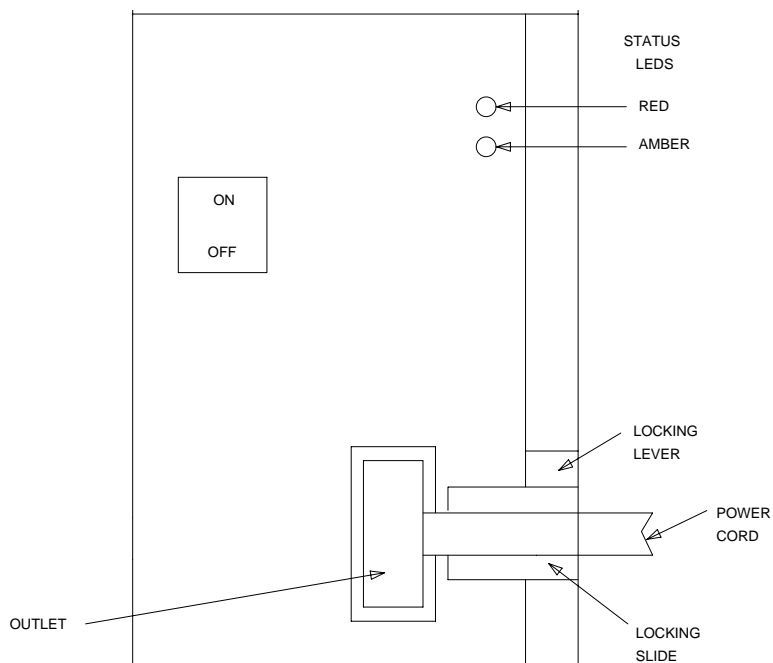 STATUS
LEDS
RED
AMBER
ON
OFF
LOCKING
LEVER
POWER
CORD
OUTLET
LOCKING
SLIDE